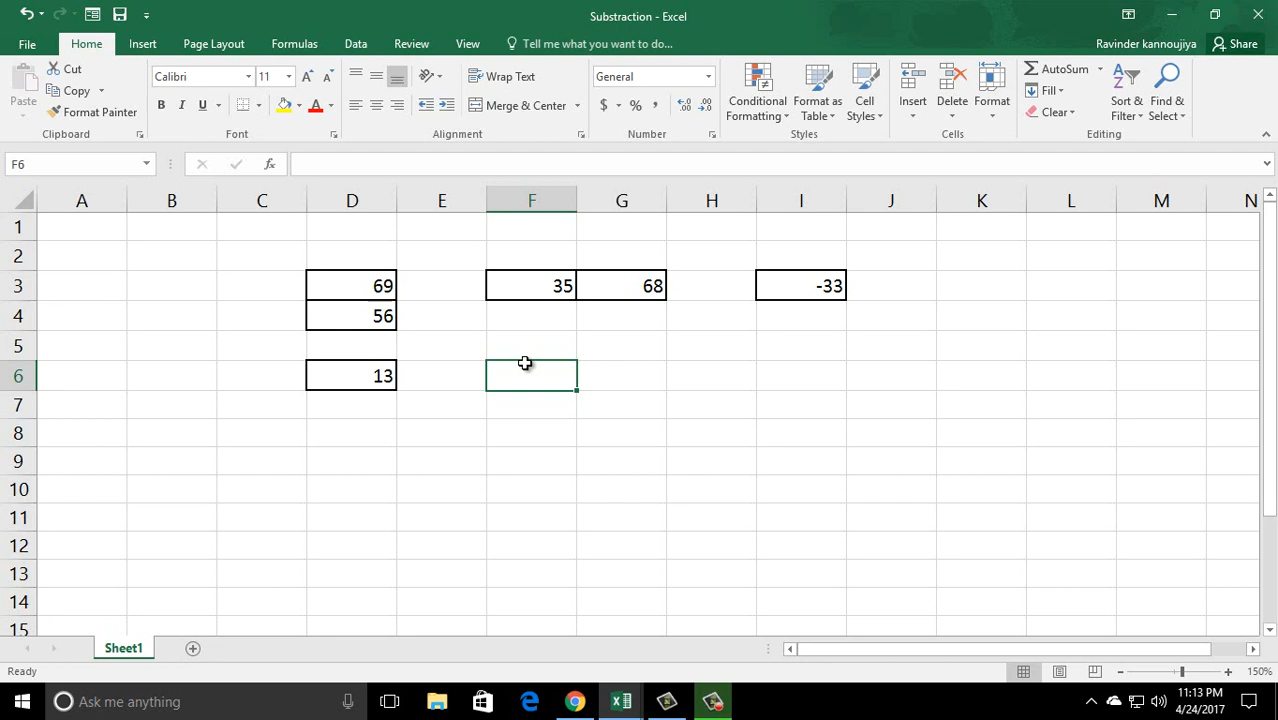 Substraction - Excel
File Home Insert Page Layout Formulas Data Review View Tell me what you want to do... Ravinder kannoujiya Share
Paste
Cut
Copy
Format Painter
Clipboard
Calibri 11
B I U
Font
Wrap Text
Merge & Center
Alignment
General
$ % ,
Number
Conditional Formatting
Format as Table
Cell Styles
Styles
Insert
Delete
Format
Cells
AutoSum
Fill
Clear
Sort & Filter
Find & Select
Editing
F6 fx
A B C D E F G H I J K L M N
1
2
3 69 35 68 -33
4 56
5
6 13
7
8
9
10
11
12
13
14
15
Sheet1
Ready 150%
Ask me anything
11:13 PM
4/24/2017